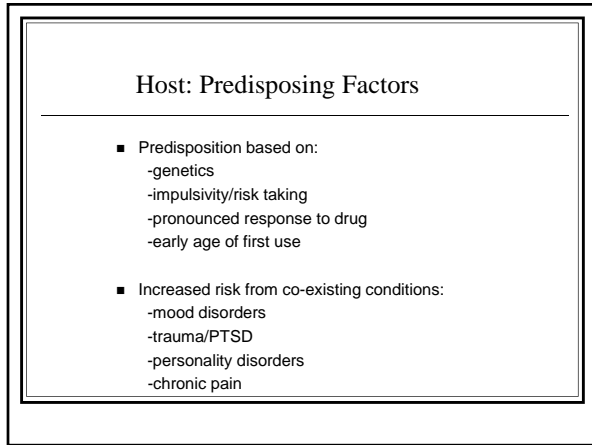 Host: Predisposing Factors
■ Predisposition based on:
-genetics
-impulsivity/risk taking
-pronounced response to drug
-early age of first use
■ Increased risk from co-existing conditions:
-mood disorders
-trauma/PTSD
-personality disorders
-chronic pain